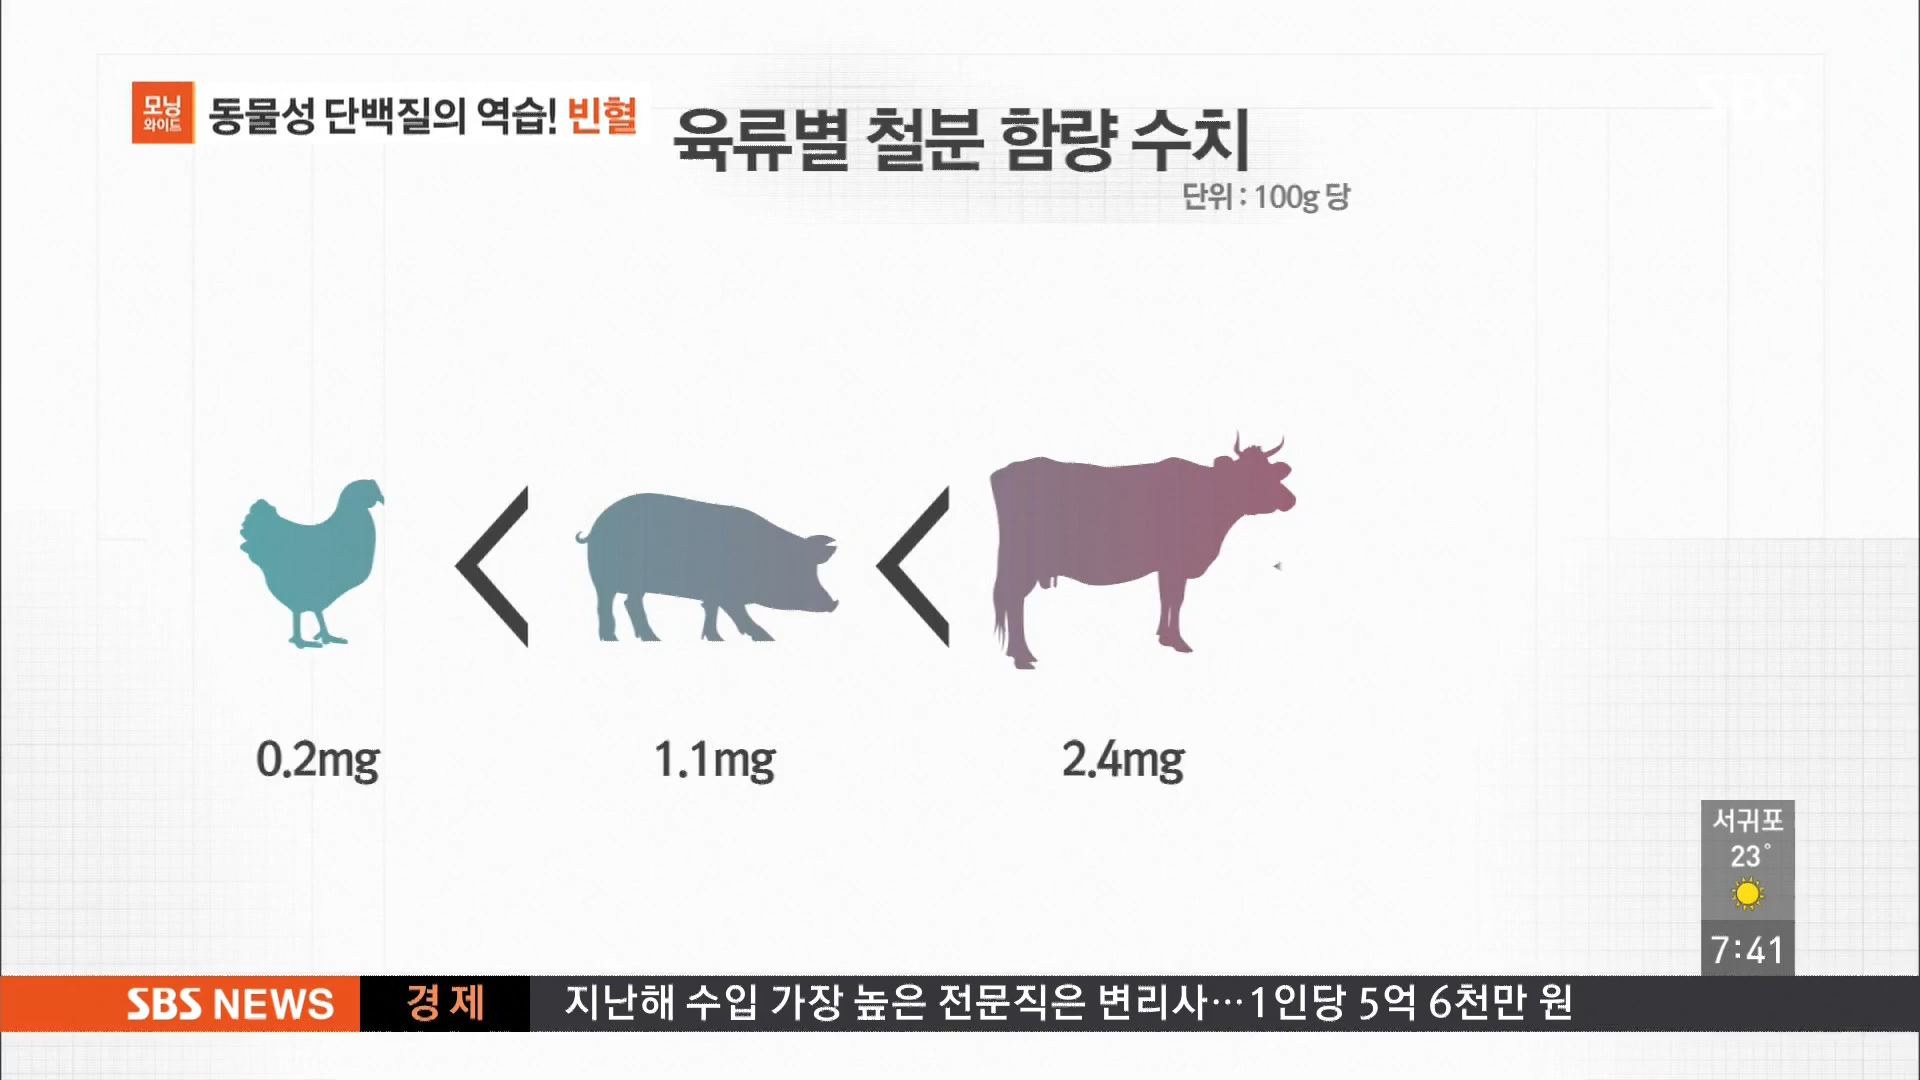 모닝
와이드
동물성 단백질의 역습! 빈혈
SBS
육류별 철분 함량 수치
단위 : 100g 당
0.2mg
1.1mg
2.4mg
서귀포
23°
7:41
SBS NEWS
경제
지난해 수입 가장 높은 전문직은 변리사…1인당 5억 6천만 원